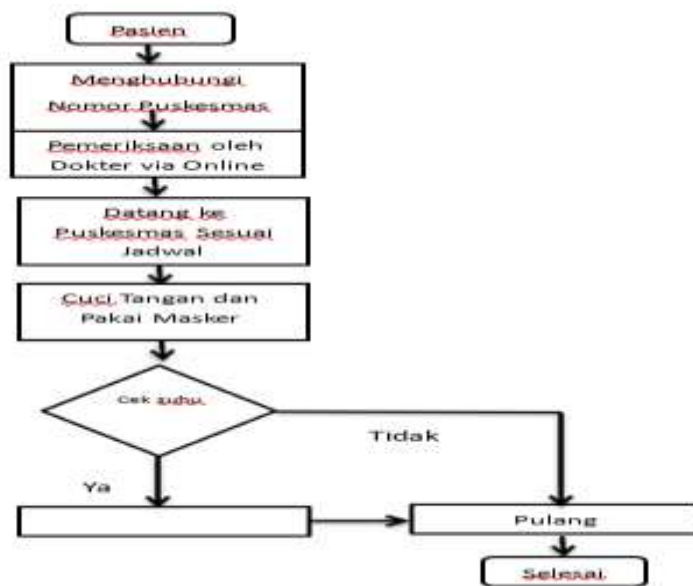 Pasien
Menghubungi
Nomor Puskesmas
Pemeriksaan oleh
Dokter via Online
Datang ke
Puskesmas Sesuai
Jadwal
Cuci Tangan dan
Pakai Masker
Cek suhu
Tidak
Ya
Pulang
Selesai